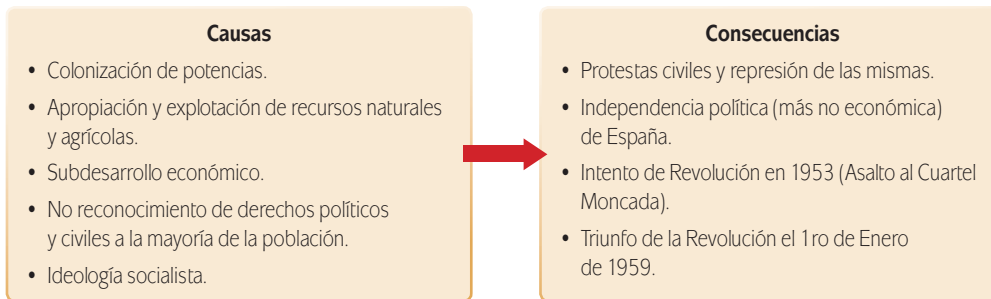 Causas
• Colonización de potencias.
• Apropiación y explotación de recursos naturales
y agrícolas.
• Subdesarrollo económico.
• No reconocimiento de derechos políticos
y civiles a la mayoría de la población.
• Ideología socialista.
Consecuencias
• Protestas civiles y represión de las mismas.
• Independencia política (más no económica)
de España.
• Intento de Revolución en 1953 (Asalto al Cuartel
Moncada).
• Triunfo de la Revolución el 1ro de Enero
de 1959.